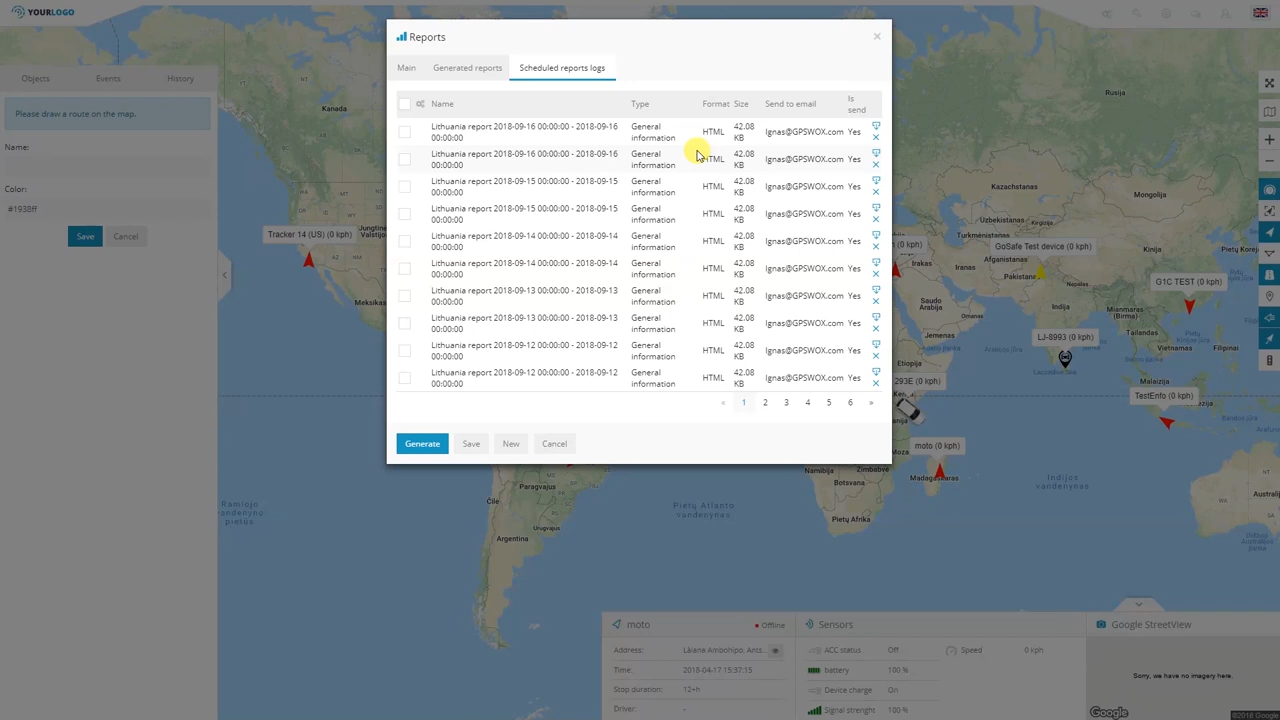 YOURLOGO
Objects
Events
History
Please draw a route on the map.
Name:
Color:
#1938ff
Save
Cancel
Reports
Main
Generated reports
Scheduled reports logs
Name
Type
Format
Size
Send to email
Is
send
Lithuania report 2018-09-16 00:00:00 - 2018-09-16
00:00:00
General
information
HTML
42.08
KB
Ignas@GPSWOX.com
Yes
Lithuania report 2018-09-16 00:00:00 - 2018-09-16
00:00:00
General
information
HTML
42.08
KB
Ignas@GPSWOX.com
Yes
Lithuania report 2018-09-15 00:00:00 - 2018-09-15
00:00:00
General
information
HTML
42.08
KB
Ignas@GPSWOX.com
Yes
Lithuania report 2018-09-15 00:00:00 - 2018-09-15
00:00:00
General
information
HTML
42.08
KB
Ignas@GPSWOX.com
Yes
Lithuania report 2018-09-14 00:00:00 - 2018-09-14
00:00:00
General
information
HTML
42.08
KB
Ignas@GPSWOX.com
Yes
Lithuania report 2018-09-14 00:00:00 - 2018-09-14
00:00:00
General
information
HTML
42.08
KB
Ignas@GPSWOX.com
Yes
Lithuania report 2018-09-13 00:00:00 - 2018-09-13
00:00:00
General
information
HTML
42.08
KB
Ignas@GPSWOX.com
Yes
Lithuania report 2018-09-13 00:00:00 - 2018-09-13
00:00:00
General
information
HTML
42.08
KB
Ignas@GPSWOX.com
Yes
Lithuania report 2018-09-12 00:00:00 - 2018-09-12
00:00:00
General
information
HTML
42.08
KB
Ignas@GPSWOX.com
Yes
Lithuania report 2018-09-12 00:00:00 - 2018-09-12
00:00:00
General
information
HTML
42.08
KB
Ignas@GPSWOX.com
Yes
« 1 2 3 4 5 6 »
Generate
Save
New
Cancel
Kanada
Tracker 14 (US) (0 kph)
Jungtin
Valstijo
Meksika
Ramiojo
vandenynas
pietūs
Čilė
Paragvajus
Urugvajus
Argentina
Pietų Atlanto
vandenynas
Rusija
Kazachstanas
Mongolija
Uzbekistanas
Kirgizija
Turkmėnistanas
GoSafe Test device (0 kph)
Afganistanas
Kinija
Pietų Korėja
Iranas
Pakistanas
Saudo
Arabija
Indija
G1C TEST (0 kph)
Jemenas
Mianmaras
Tailandas
Vietnamas
Filipinai
LJ-8993 (0 kph)
Etiopija
Malaizija
293E (0 kph)
TestEnfo (0 kph)
moto (0 kph)
Madagaskaras
Namibija
Botsvana
Pietų Afrika
Indijos
vandenynas
moto
Offline
Address:
Time:
2018-04-17 15:37:15
Stop duration:
12+h
Driver:
-
Sensors
ACC status
Off
battery
100 %
Device charge
On
Signal strenght
100 %
Speed
0 kph
Google StreetView
Sorry, we have no imagery here.
Google